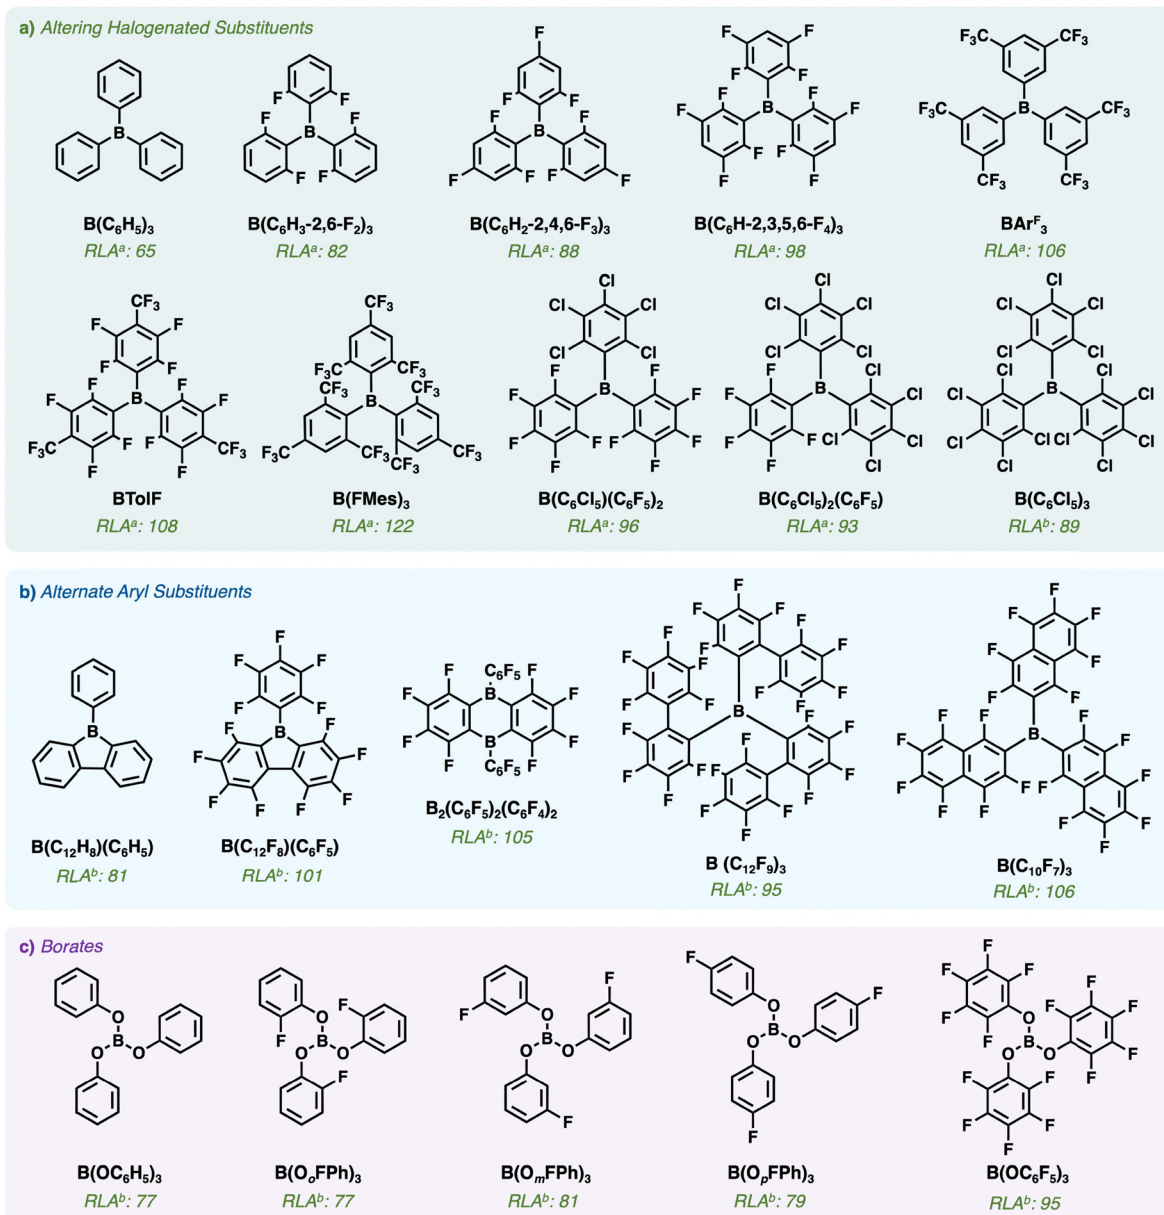 a) Altering Halogenated Substituents
B(C₆H₅)₃ B(C₆H₃-2,6-F₂)₃ B(C₆H₂-2,4,6-F₃)₃ B(C₆H-2,3,5,6-F₄)₃ BArᶠ₃
RLAᵃ: 65 RLAᵃ: 82 RLAᵃ: 88 RLAᵃ: 98 RLAᵃ: 106
BTolF B(FMes)₃ B(C₆Cl₅)(C₆F₅)₂ B(C₆Cl₅)₂(C₆F₅) B(C₆Cl₅)₃
RLAᵃ: 108 RLAᵃ: 122 RLAᵃ: 96 RLAᵃ: 93 RLAᵇ: 89
b) Alternate Aryl Substituents
C₆F₅
C₆F₅
B(C₁₂H₈)(C₆H₅) B(C₁₂F₈)(C₆F₅) B₂(C₆F₅)₂(C₆F₄)₂ B (C₁₂F₉)₃ B(C₁₀F₇)₃
RLAᵇ: 81 RLAᵇ: 101 RLAᵇ: 105 RLAᵇ: 95 RLAᵇ: 106
c) Borates
B(OC₆H₅)₃ B(OoFPh)₃ B(OmFPh)₃ B(OpFPh)₃ B(OC₆F₅)₃
RLAᵇ: 77 RLAᵇ: 77 RLAᵇ: 81 RLAᵇ: 79 RLAᵇ: 95